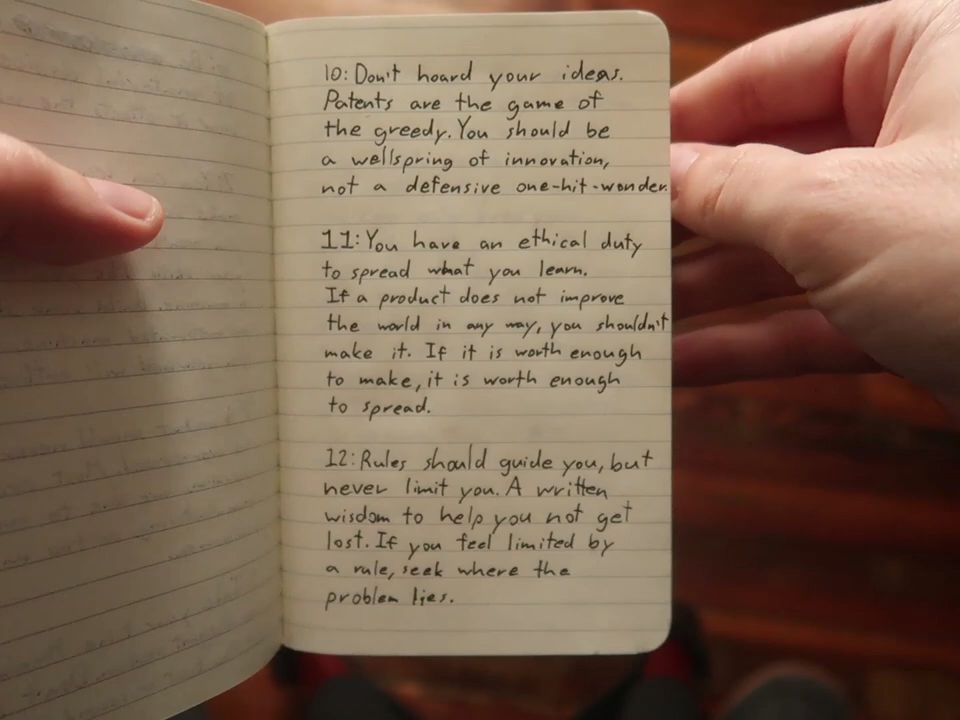 10: Don't hoard your ideas.
Patents are the game of
the greedy. You should be
a wellspring of innovation,
not a defensive one-hit-wonder.
11: You have an ethical duty
to spread what you learn.
If a product does not improve
the world in any way, you shouldn't
make it. If it is worth enough
to make, it is worth enough
to spread.
12: Rules should guide you, but
never limit you. A written
wisdom to help you not get
lost. If you feel limited by
a rule, seek where the
problem lies.